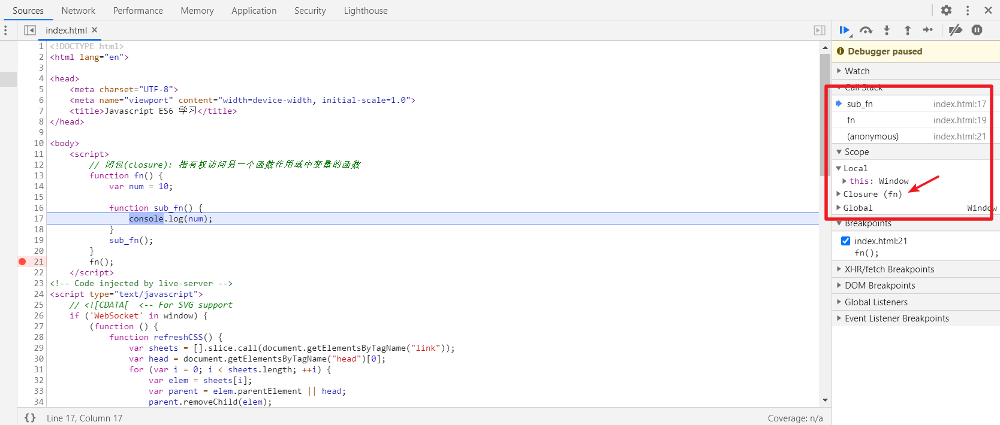 Sources Network Performance Memory Application Security Lighthouse
index.html
1 <!DOCTYPE html>
2 <html lang="en">
3
4 <head>
5 <meta charset="UTF-8">
6 <meta name="viewport" content="width=device-width, initial-scale=1.0">
7 <title>Javascript ES6 学习</title>
8 </head>
9
10 <body>
11 <script>
12 // 闭包(closure): 指有权访问另一个函数作用域中变量的函数
13 function fn() {
14 var num = 10;
15
16 function sub_fn() {
17 console.log(num);
18 }
19 sub_fn();
20 }
21 fn();
22 </script>
23 <!-- Code injected by live-server -->
24 <script type="text/javascript">
25 // <![CDATA[ <-- For SVG support
26 if ('WebSocket' in window) {
27 (function () {
28 function refreshCSS() {
29 var sheets = [].slice.call(document.getElementsByTagName("link"));
30 var head = document.getElementsByTagName("head")[0];
31 for (var i = 0; i < sheets.length; ++i) {
32 var elem = sheets[i];
33 var parent = elem.parentElement || head;
34 parent.removeChild(elem);
{} Line 17, Column 17
Coverage: n/a
Debugger paused
Watch
Call Stack
sub_fn index.html:17
fn index.html:19
(anonymous) index.html:21
Scope
Local
this: Window
Closure (fn)
Global Window
Breakpoints
index.html:21
fn();
XHR/fetch Breakpoints
DOM Breakpoints
Global Listeners
Event Listener Breakpoints